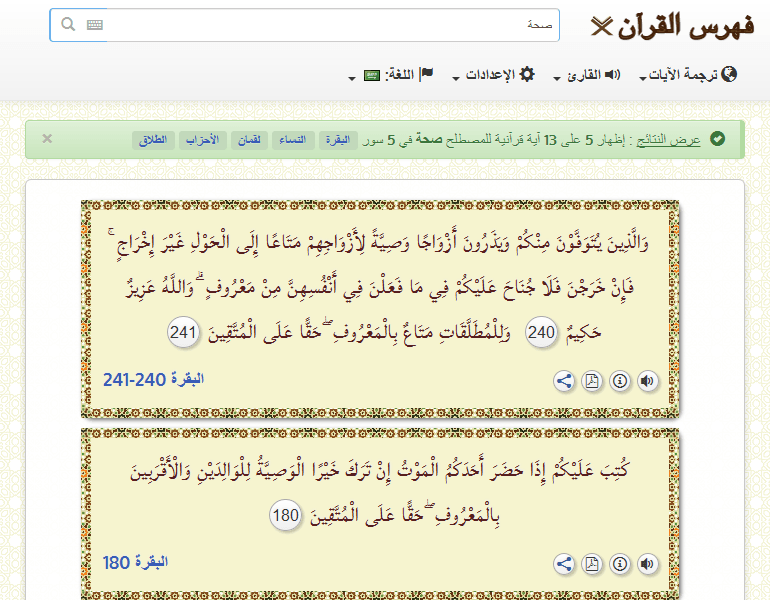 فهرس القرآن
صحة
ترجمة الآيات
القارئ
الإعدادات
اللغة:
عرض النتائج : إظهار 5 على 13 آية قرآنية للمصطلح صحة في 5 سور البقرة النساء لقمان الأحزاب الطلاق ×
وَالَّذِينَ يُتَوَفَّوْنَ مِنْكُمْ وَيَذَرُونَ أَزْوَاجًا وَصِيَّةً لِأَزْوَاجِهِمْ مَتَاعًا إِلَى الْحَوْلِ غَيْرَ إِخْرَاجٍ ۚ
فَإِنْ خَرَجْنَ فَلَا جُنَاحَ عَلَيْكُمْ فِي مَا فَعَلْنَ فِي أَنْفُسِهِنَّ مِنْ مَعْرُوفٍ ۗ وَاللَّهُ عَزِيزٌ
حَكِيمٌ 240 وَلِلْمُطَلَّقَاتِ مَتَاعٌ بِالْمَعْرُوفِ ۖ حَقًّا عَلَى الْمُتَّقِينَ 241
البقرة 240-241
كُتِبَ عَلَيْكُمْ إِذَا حَضَرَ أَحَدَكُمُ الْمَوْتُ إِنْ تَرَكَ خَيْرًا الْوَصِيَّةُ لِلْوَالِدَيْنِ وَالْأَقْرَبِينَ
بِالْمَعْرُوفِ ۖ حَقًّا عَلَى الْمُتَّقِينَ 180
البقرة 180